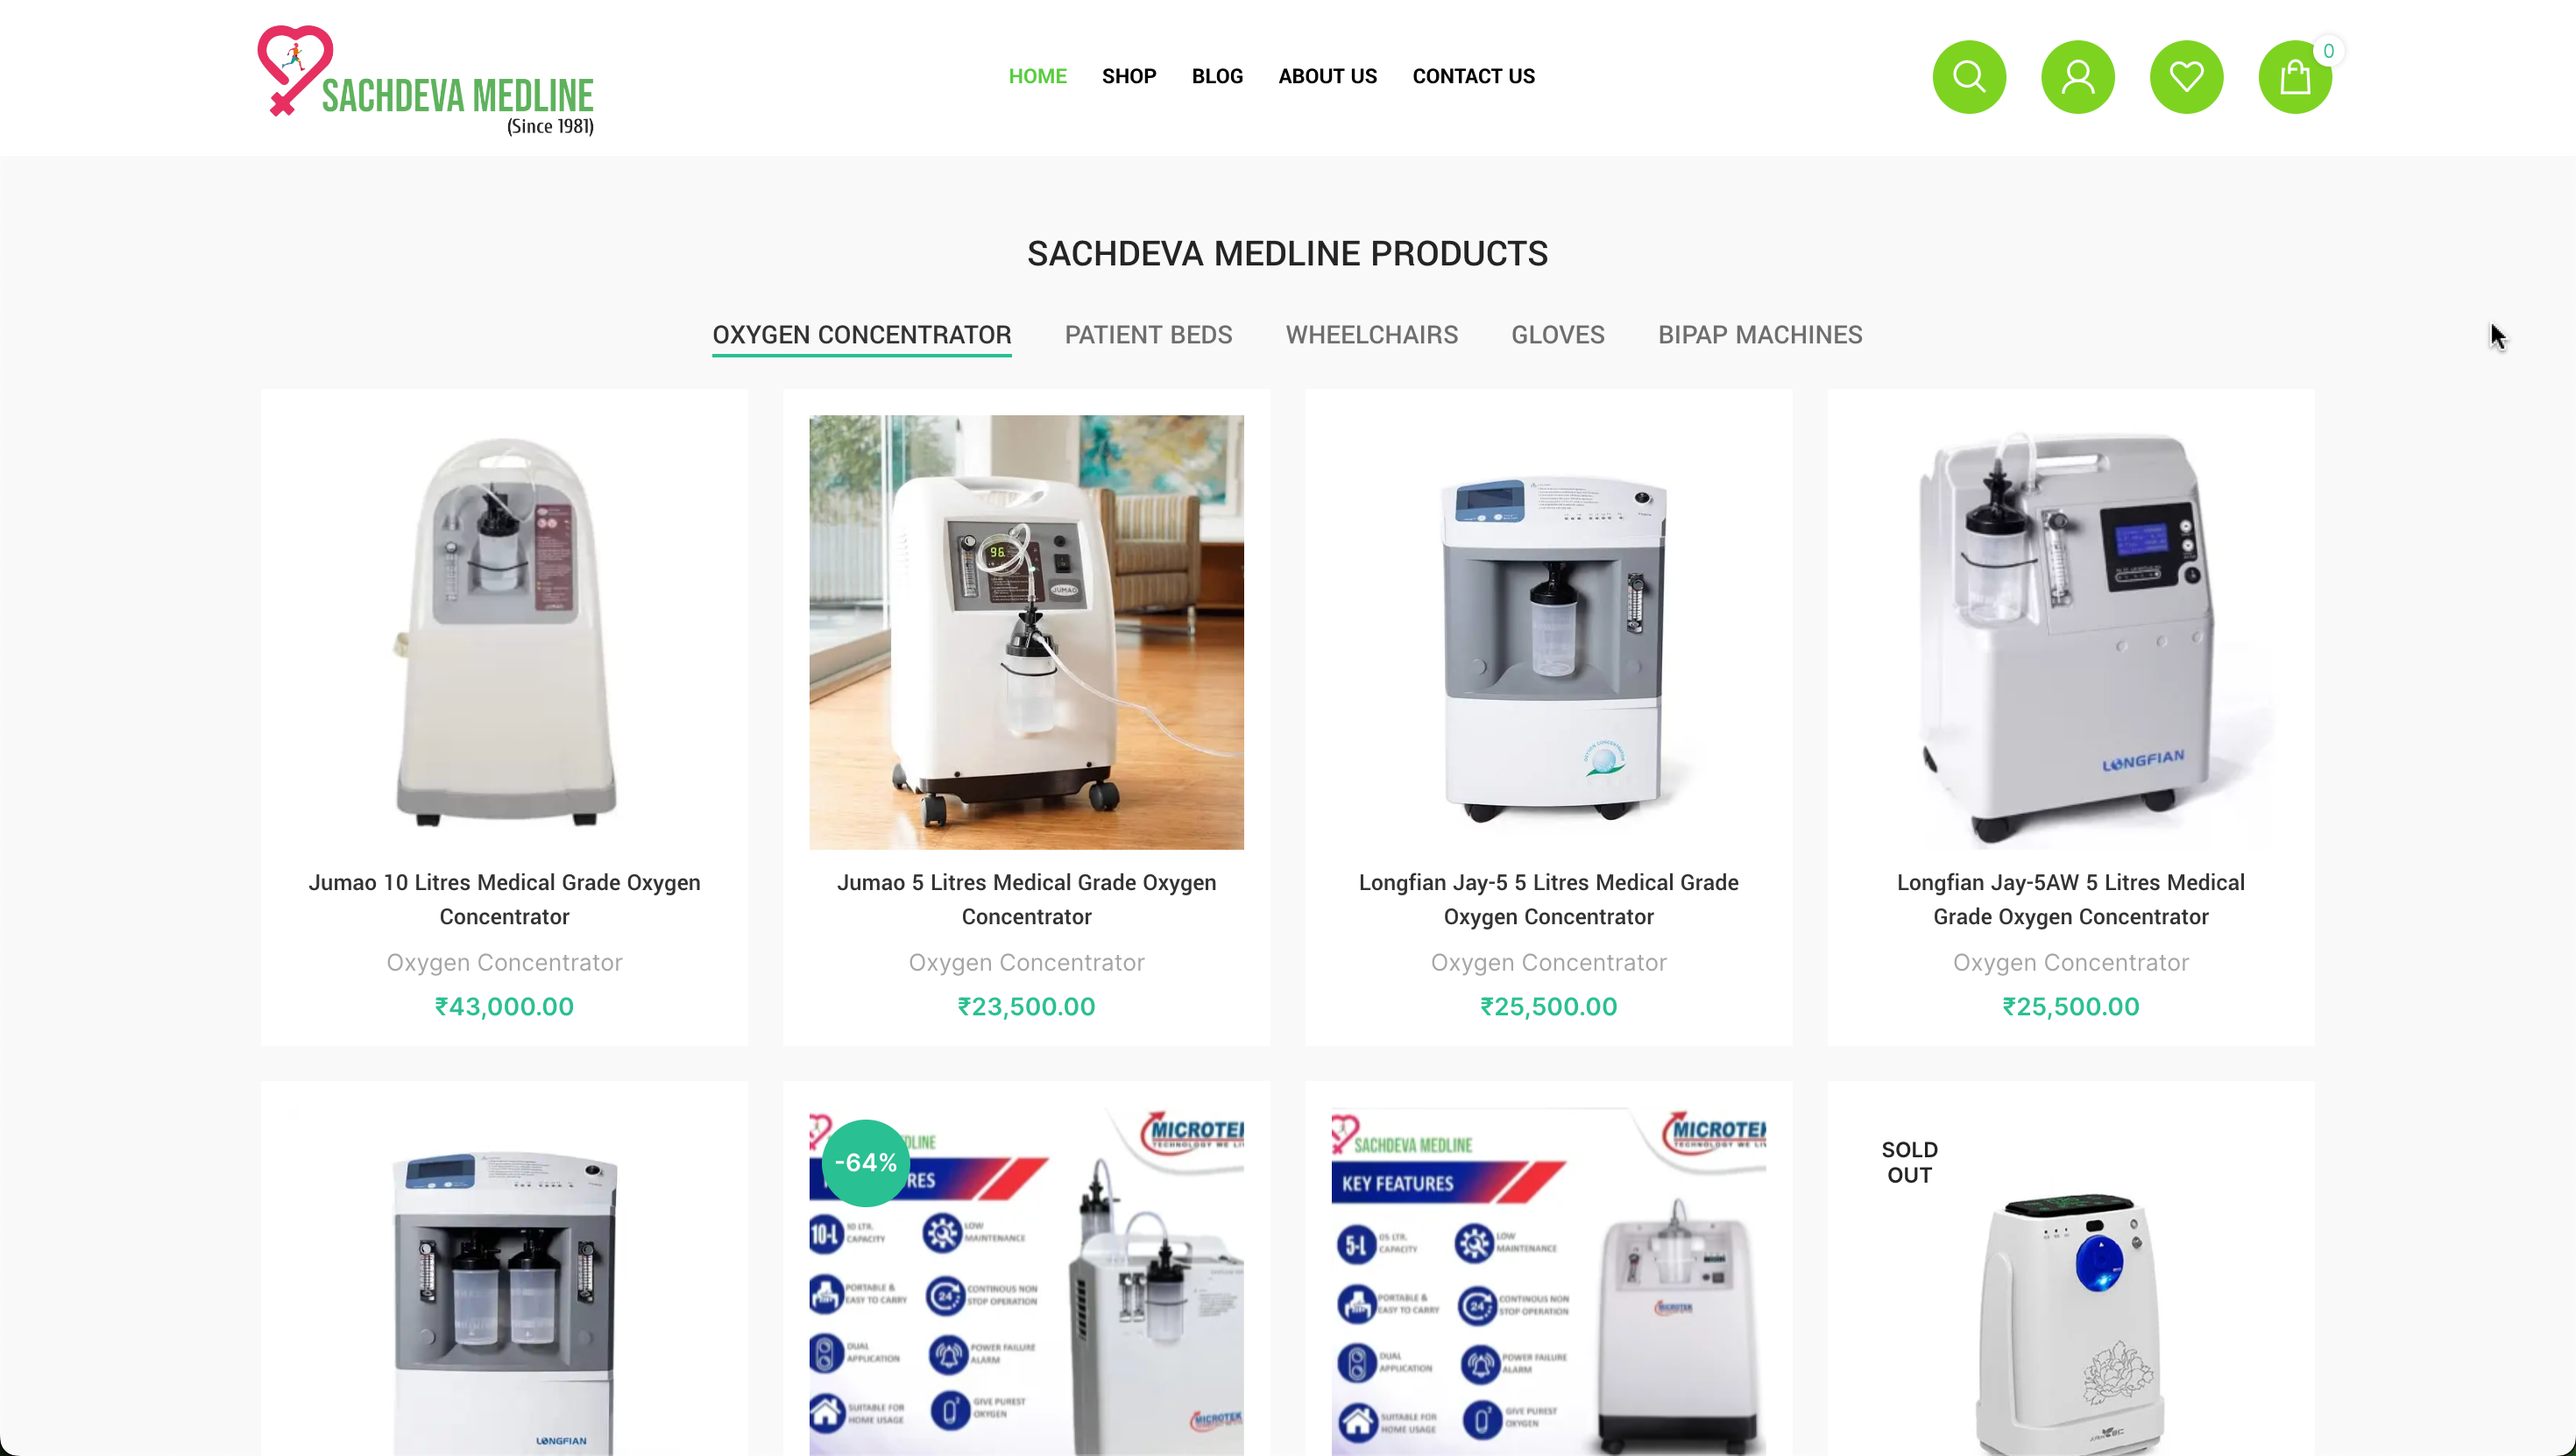 SACHDEVA MEDLINE
(Since 1981)
HOME SHOP BLOG ABOUT US CONTACT US
0
SACHDEVA MEDLINE PRODUCTS
OXYGEN CONCENTRATOR PATIENT BEDS WHEELCHAIRS GLOVES BIPAP MACHINES
96
JUMAO
LONGFIAN
Jumao 10 Litres Medical Grade Oxygen
Concentrator
Oxygen Concentrator
₹43,000.00
Jumao 5 Litres Medical Grade Oxygen
Concentrator
Oxygen Concentrator
₹23,500.00
Longfian Jay-5 5 Litres Medical Grade
Oxygen Concentrator
Oxygen Concentrator
₹25,500.00
Longfian Jay-5AW 5 Litres Medical
Grade Oxygen Concentrator
Oxygen Concentrator
₹25,500.00
LONGFIAN
-64%
DLINE
MICROTE
RES
10-L
10 LTR.
CAPACITY
LOW
MAINTENANCE
PORTABLE &
EASY TO CARRY
24
CONTINOUS NON
STOP OPERATION
DUAL
APPLICATION
POWER FAILURE
ALARM
SUITABLE FOR
HOME USAGE
GIVE PUREST
OXYGEN
MICROTEK
SACHDEVA MEDLINE
MICROTE
TECHNOLOGY WE LI
KEY FEATURES
5-L
05 LTR.
CAPACITY
LOW
MAINTENANCE
PORTABLE &
EASY TO CARRY
24
CONTINOUS NON
STOP OPERATION
DUAL
APPLICATION
POWER FAILURE
ALARM
SUITABLE FOR
HOME USAGE
GIVE PUREST
OXYGEN
MICROTEK
SOLD
OUT